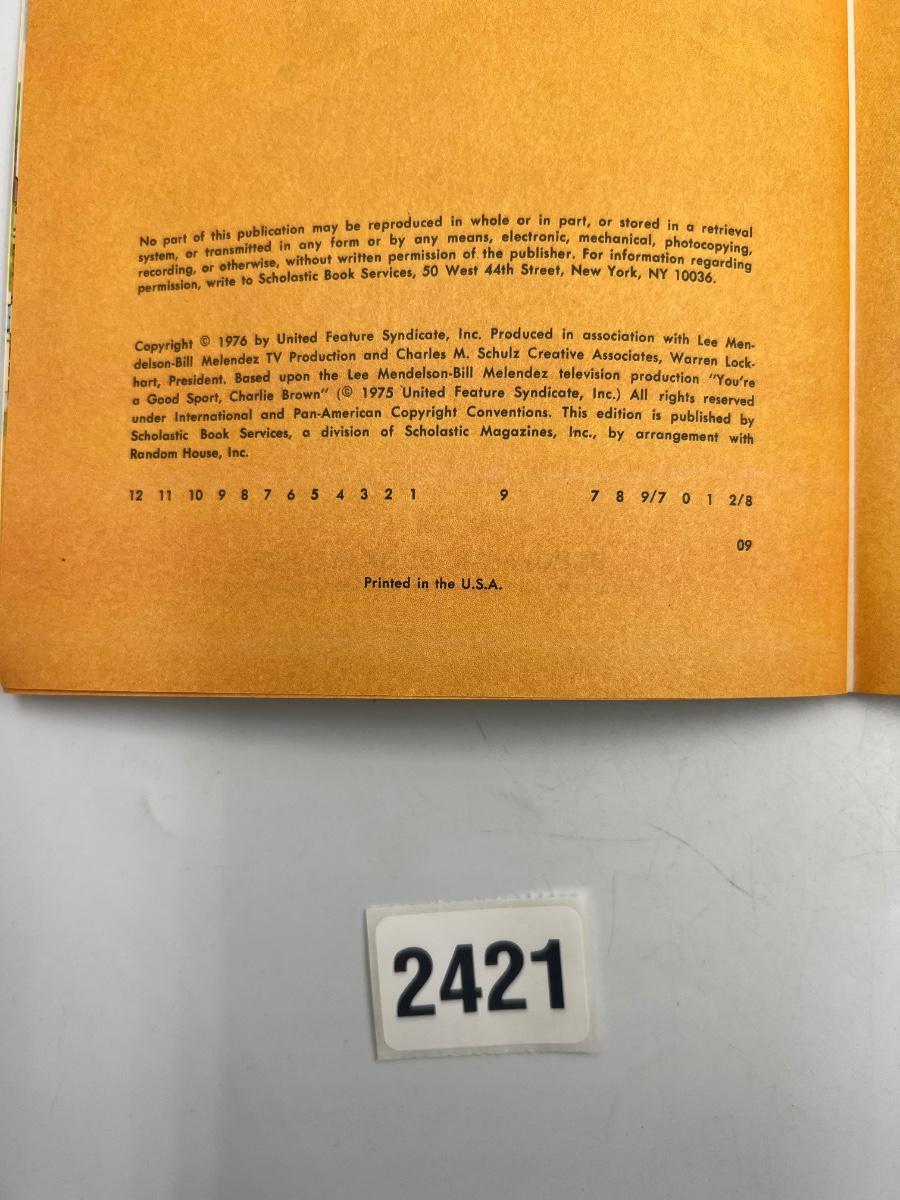 No part of this publication may be reproduced in whole or in part, or stored in a retrieval
system, or transmitted in any form or by any means, electronic, mechanical, photocopying,
recording, or otherwise, without written permission of the publisher. For information regarding
permission, write to Scholastic Book Services, 50 West 44th Street, New York, NY 10036.
Copyright © 1976 by United Feature Syndicate, Inc. Produced in association with Lee Men-
delson-Bill Melendez TV Production and Charles M. Schulz Creative Associates, Warren Lock-
hart, President. Based upon the Lee Mendelson-Bill Melendez television production "You're
a Good Sport, Charlie Brown" (© 1975 United Feature Syndicate, Inc.) All rights reserved
under International and Pan-American Copyright Conventions. This edition is published by
Scholastic Book Services, a division of Scholastic Magazines, Inc., by arrangement with
Random House, Inc.
12 11 10 9 8 7 6 5 4 3 2 1 9 7 8 9/7 0 1 2/8
09
Printed in the U.S.A.
2421